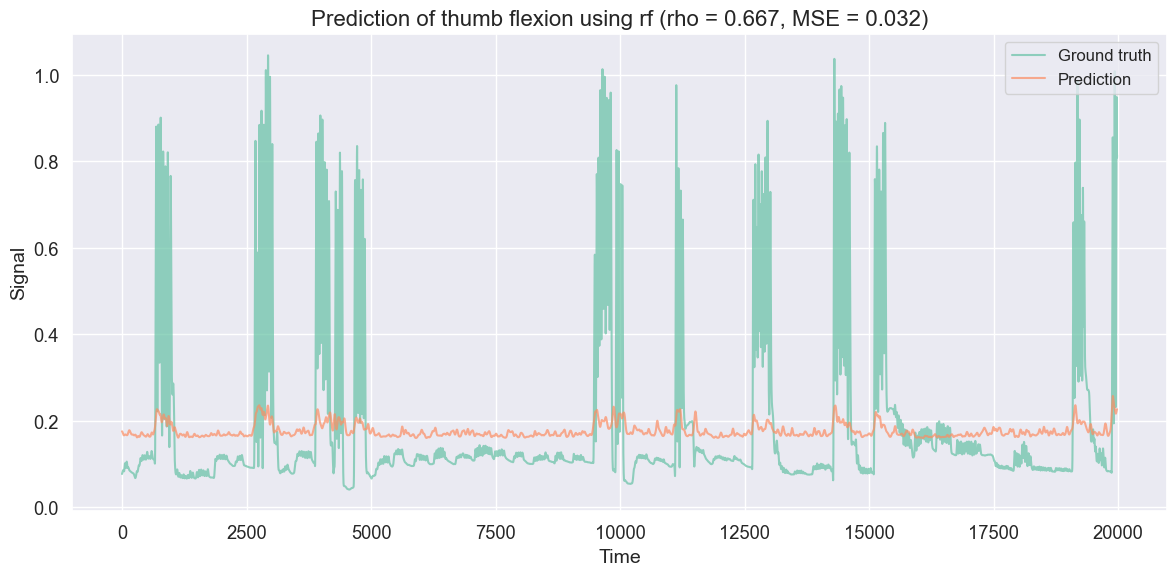 Prediction of thumb flexion using rf (rho = 0.667, MSE = 0.032)
Ground truth
Prediction
Signal
1.0
0.8
0.6
0.4
0.2
0.0
0 2500 5000 7500 10000 12500 15000 17500 20000
Time